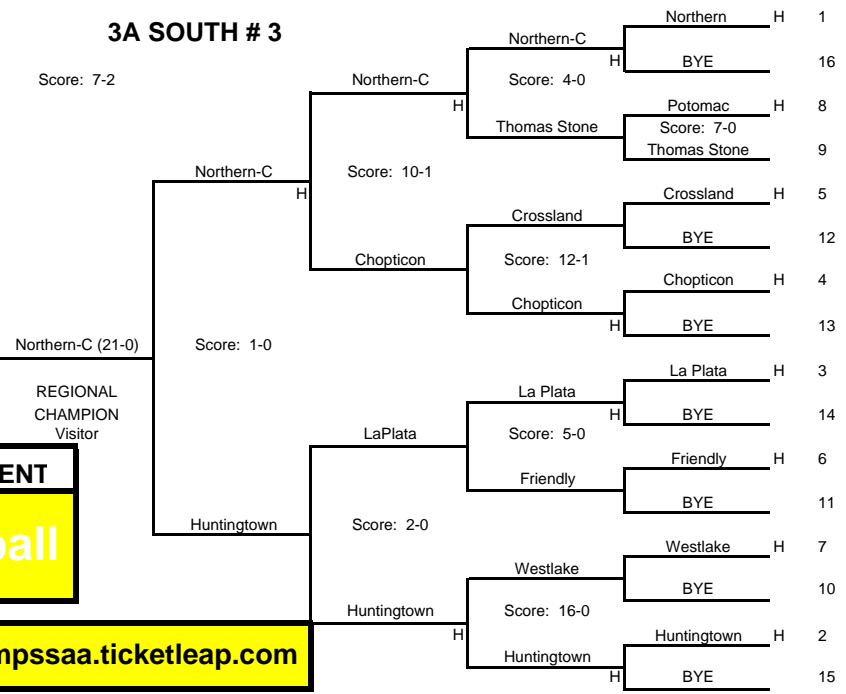 3A SOUTH # 3
Northern H 1
Northern-C
H BYE 16
Score: 7-2
Northern-C
Score: 4-0
H
Potomac H 8
Thomas Stone
Score: 7-0
Thomas Stone 9
Northern-C
H
Score: 10-1
Crossland H 5
Crossland
BYE 12
Chopticon
Score: 12-1
Chopticon H 4
Chopticon
H BYE 13
Northern-C (21-0)
Score: 1-0
REGIONAL
CHAMPION
Visitor
La Plata H 3
La Plata
H BYE 14
LaPlata
Score: 5-0
Friendly H 6
Friendly
BYE 11
ENT
ball
Huntingtown
Score: 2-0
Westlake H 7
Westlake
BYE 10
Huntingtown
H
Score: 16-0
Huntingtown H 2
Huntingtown
H BYE 15
mpssaa.ticketleap.com